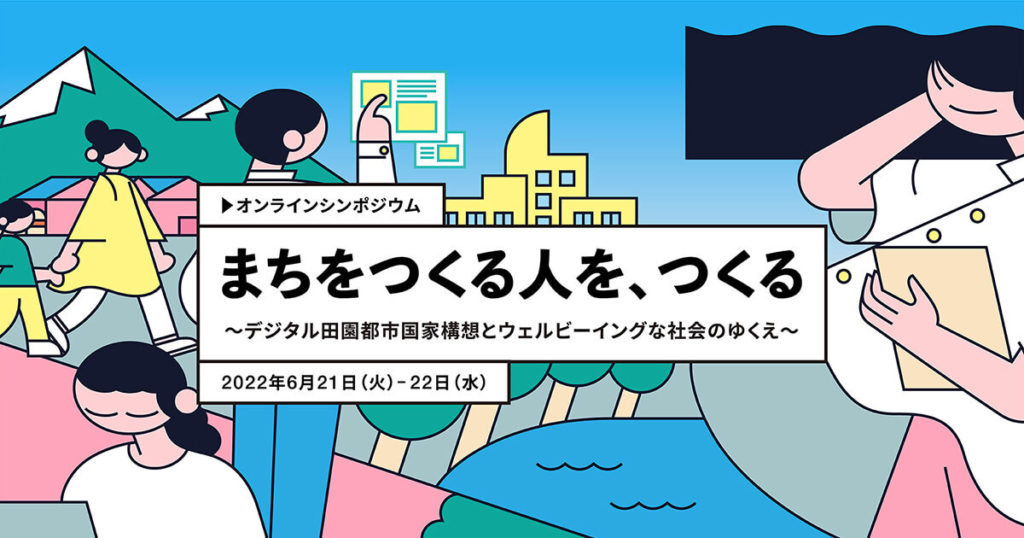 ▶オンラインシンポジウム
まちをつくる人を、つくる
〜デジタル田園都市国家構想とウェルビーイングな社会のゆくえ〜
2022年6月21日(火)−22日(水)